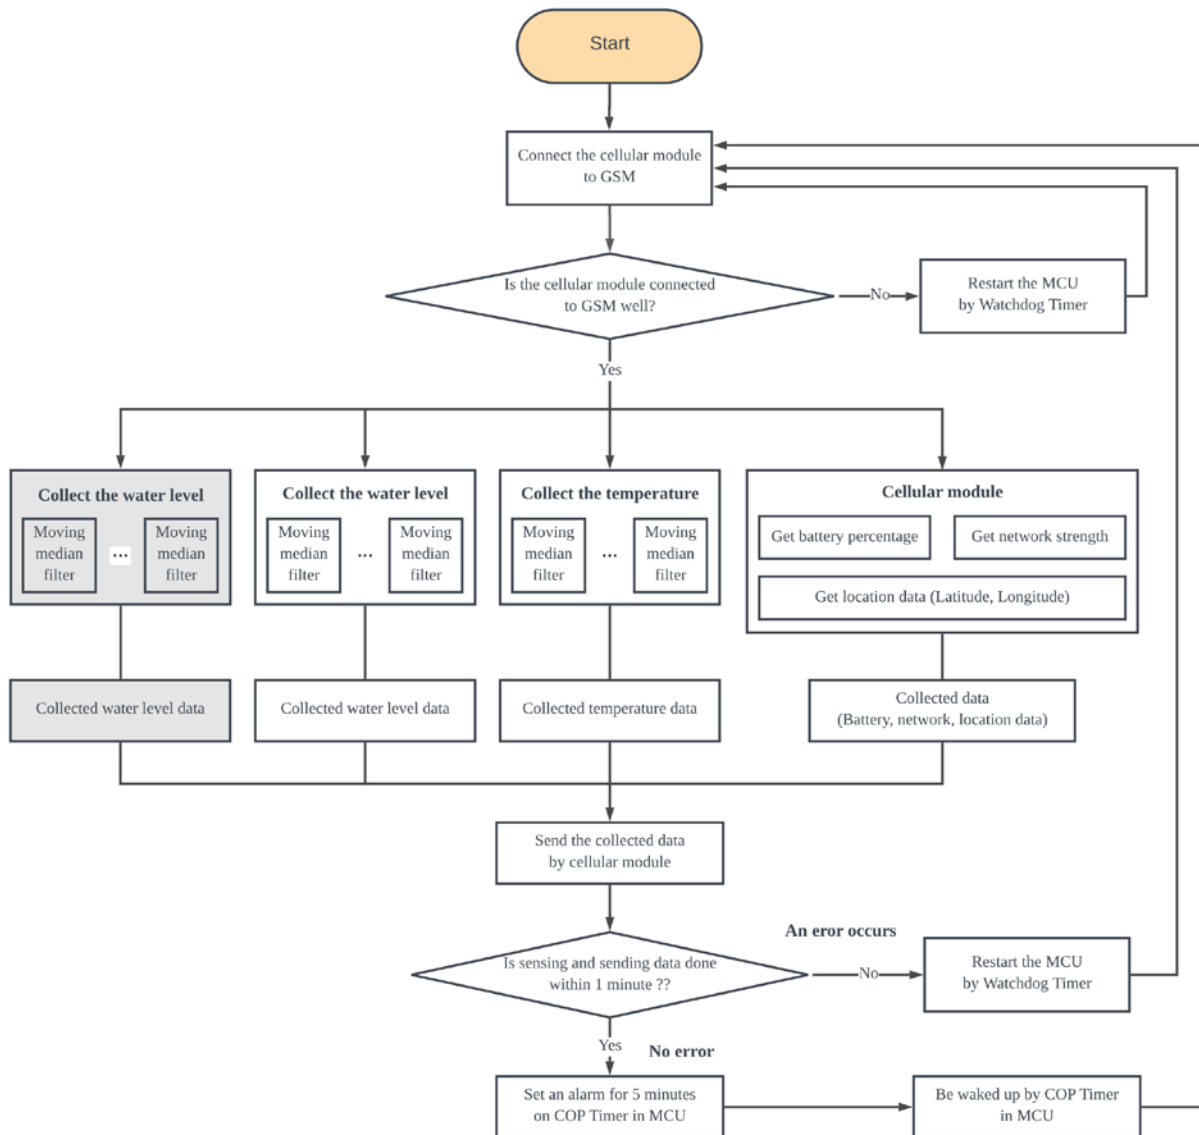 Start
Connect the cellular module
to GSM
Is the cellular module connected
to GSM well?
No
Restart the MCU
by Watchdog Timer
Yes
Collect the water level
Moving
median
filter
...
Moving
median
filter
Collect the water level
Moving
median
filter
...
Moving
median
filter
Collect the temperature
Moving
median
filter
...
Moving
median
filter
Cellular module
Get battery percentage
Get network strength
Get location data (Latitude, Longitude)
Collected water level data
Collected water level data
Collected temperature data
Collected data
(Battery, network, location data)
Send the collected data
by cellular module
Is sensing and sending data done
within 1 minute ??
An eror occurs
No
Restart the MCU
by Watchdog Timer
Yes
No error
Set an alarm for 5 minutes
on COP Timer in MCU
Be waked up by COP Timer
in MCU